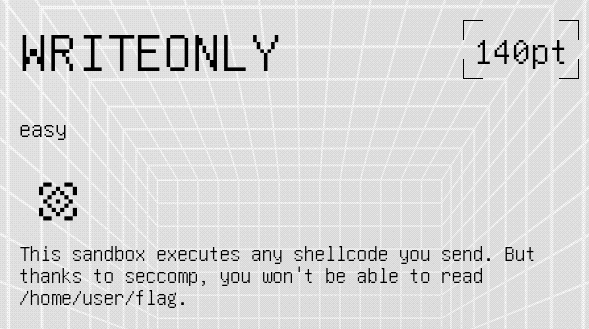 WRITEONLY
140pt
easy
This sandbox executes any shellcode you send. But
thanks to seccomp, you won't be able to read
/home/user/flag.